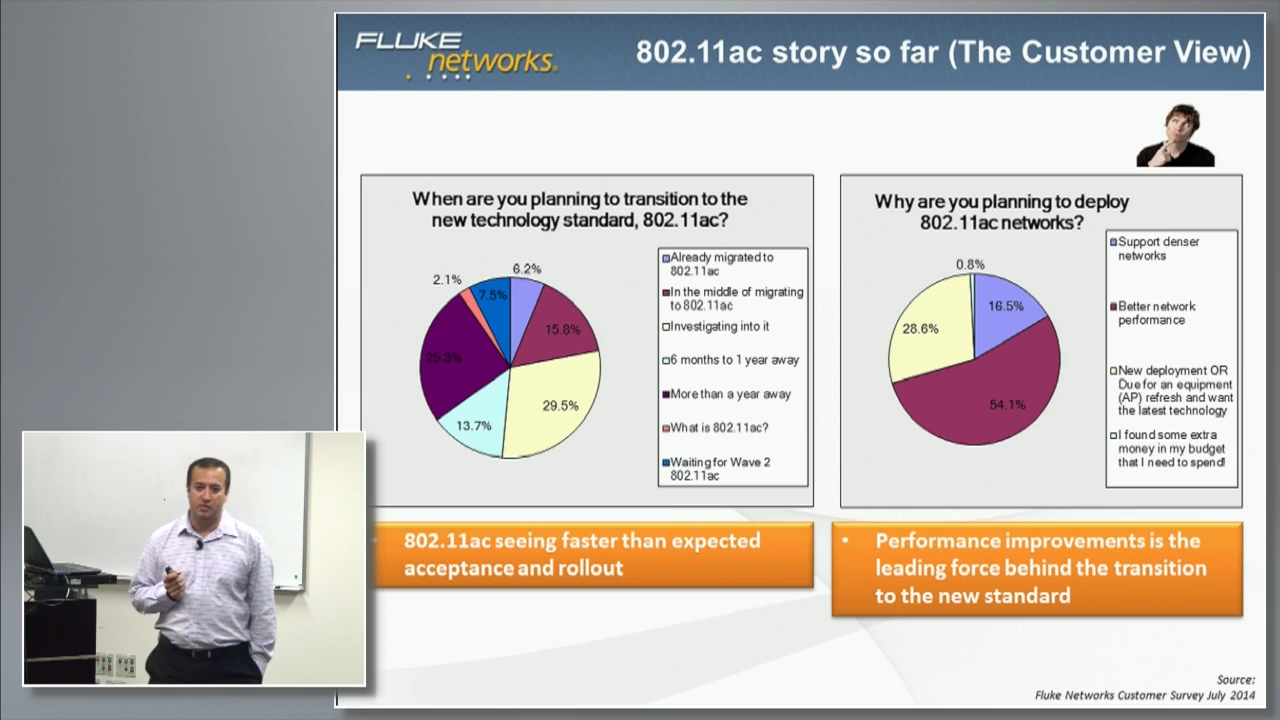 FLUKE
networks.
802.11ac story so far (The Customer View)
When are you planning to transition to the
new technology standard, 802.11ac?
2.1%
6.2%
7.5%
15.8%
25.3%
29.5%
13.7%
Already migrated to
802.11ac
In the middle of migrating
to 802.11ac
Investigating into it
6 months to 1 year away
More than a year away
What is 802.11ac?
Waiting for Wave 2
802.11ac
Why are you planning to deploy
802.11ac networks?
0.8%
16.5%
28.6%
54.1%
Support denser
networks
Better network
performance
New deployment OR
Due for an equipment
(AP) refresh and want
the latest technology
I found some extra
money in my budget
that I need to spend!
802.11ac seeing faster than expected
acceptance and rollout
• Performance improvements is the
leading force behind the transition
to the new standard
Source:
Fluke Networks Customer Survey July 2014